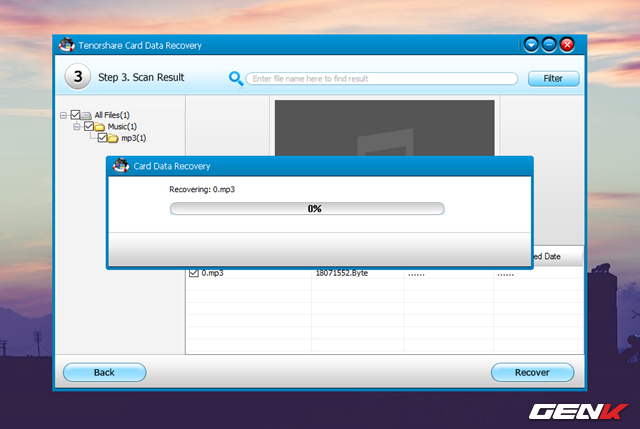 Tenorshare Card Data Recovery
3 Step 3. Scan Result
Enter file name here to find result
Filter
All Files(1)
Music(1)
mp3(1)
Card Data Recovery
Recovering: 0.mp3
0%
ed Date
0.mp3 18071552.Byte ...... ......
Back
Recover
GENK